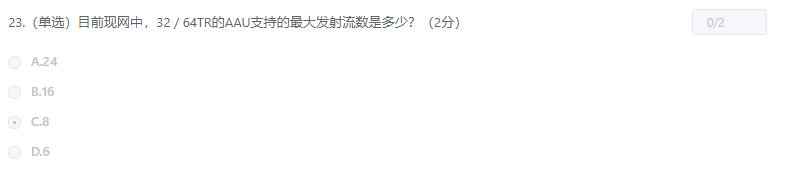 23.（单选）目前现网中，32 / 64TR的AAU支持的最大发射流数是多少？（2分）
0/2
A.24
B.16
C.8
D.6